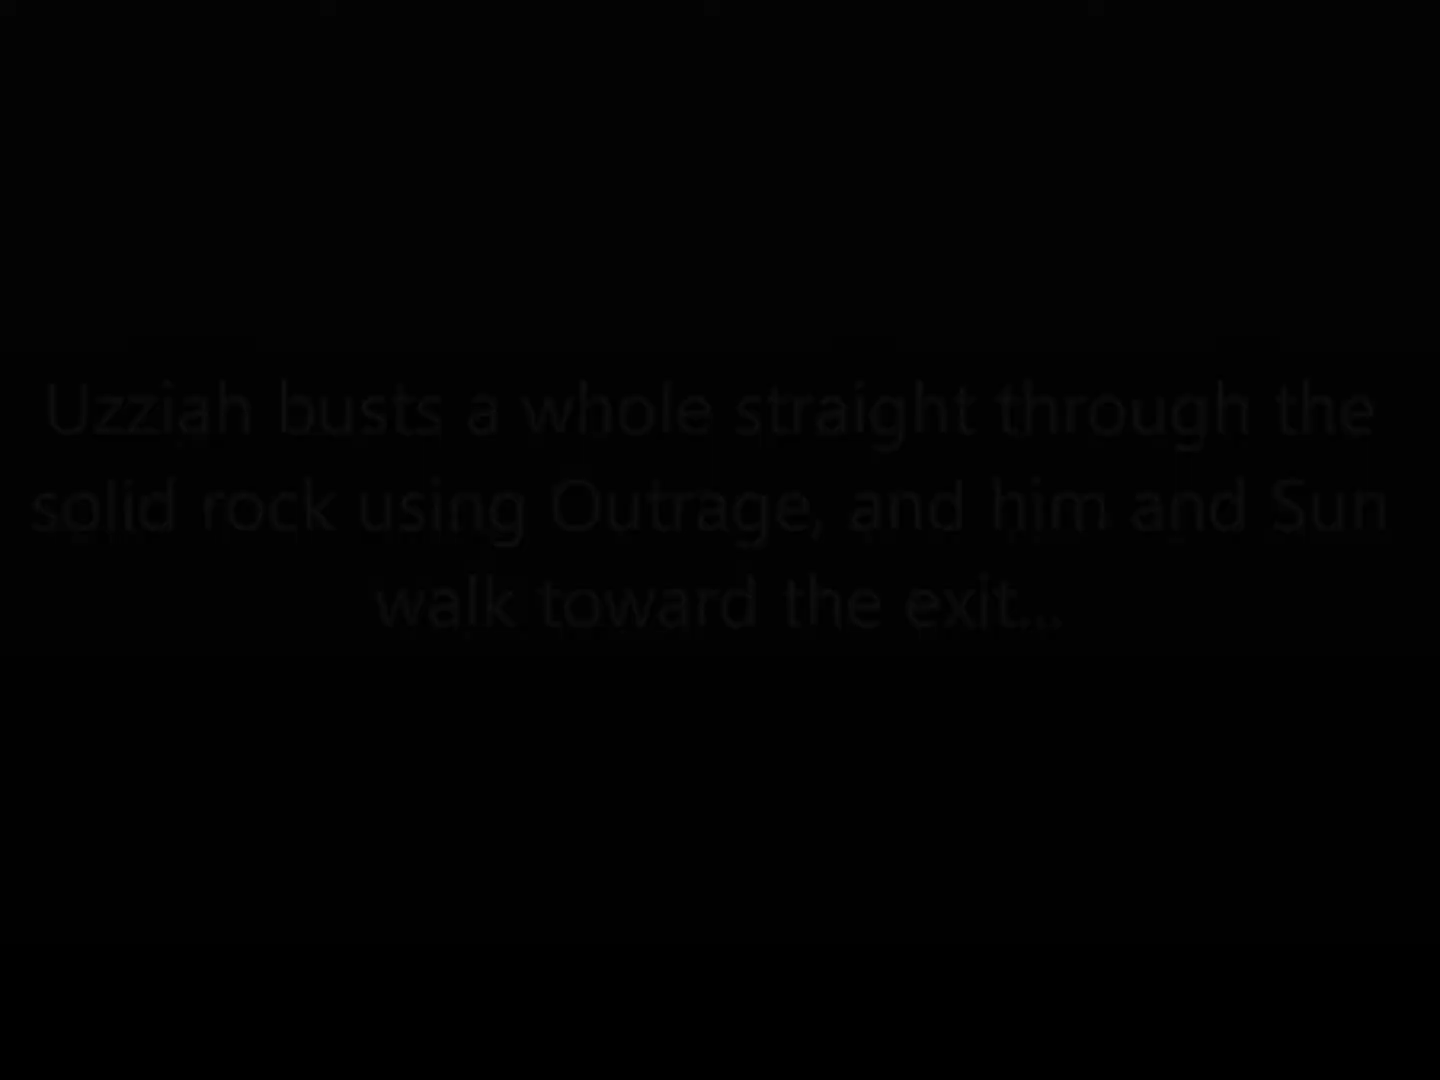 Uzziah busts a whole straight through the
solid rock using Outrage, and him and Sun
walk toward the exit...